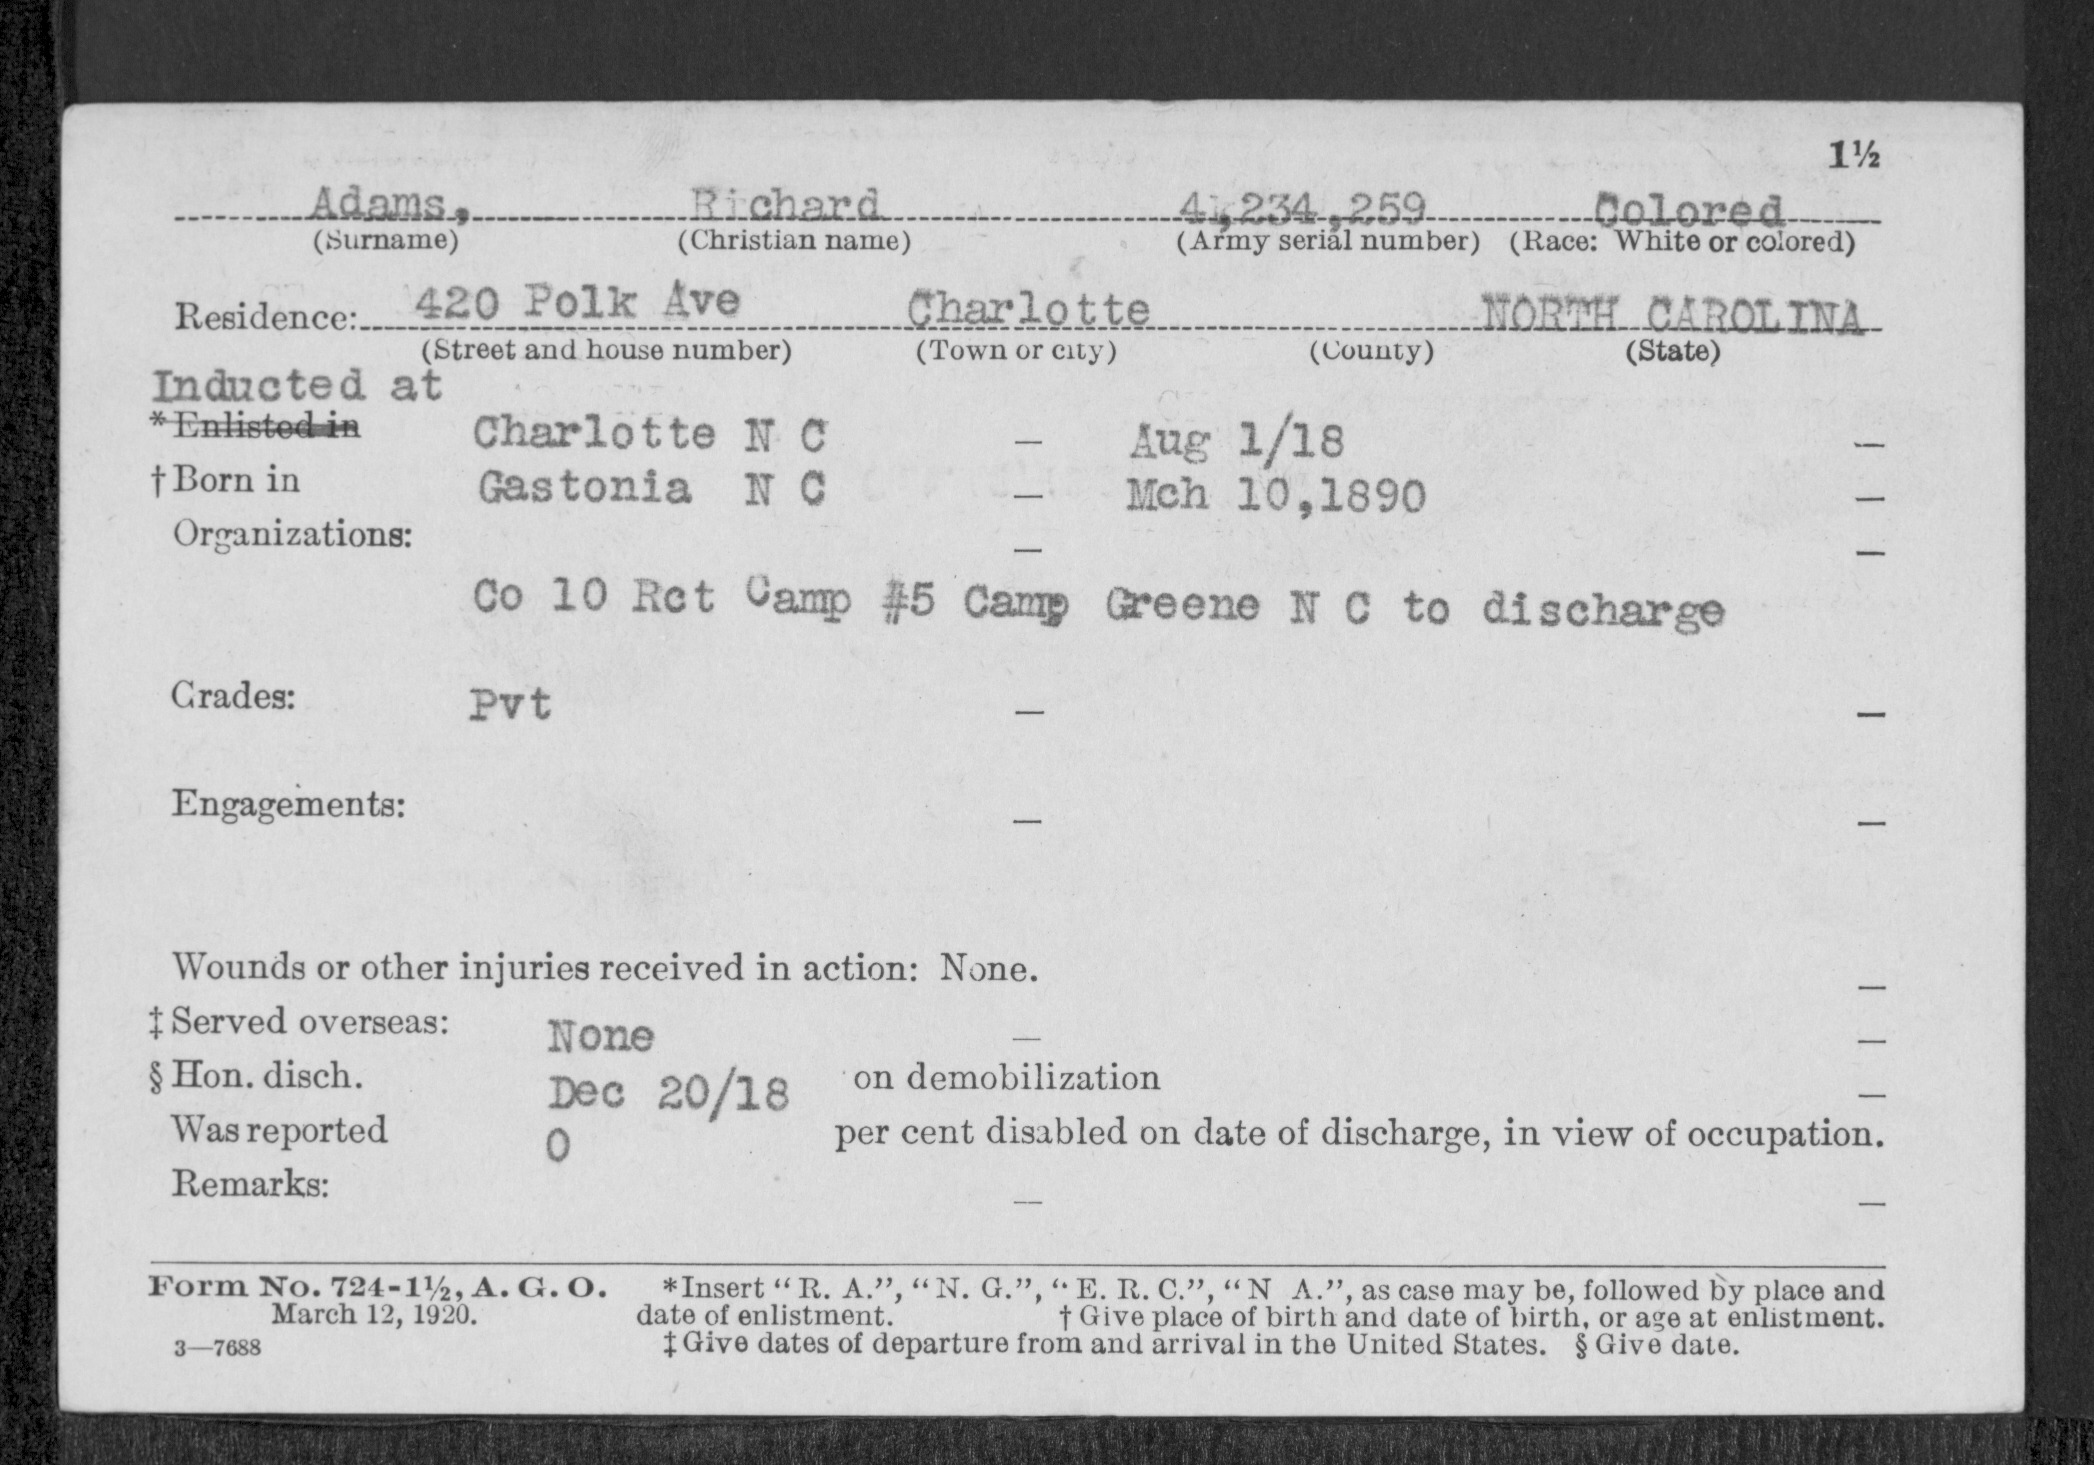 1½
Adams, Richard 41,234,259 Colored
(Surname) (Christian name) (Army serial number) (Race: White or colored)
Residence: 420 Polk Ave Charlotte NORTH CAROLINA
(Street and house number) (Town or city) (County) (State)
Inducted at
*Enlisted in Charlotte N C – Aug 1/18 –
†Born in Gastonia N C – Mch 10,1890 –
Organizations: – –
Co 10 Rct Camp #5 Camp Greene N C to discharge
Grades: Pvt – –
Engagements: – –
Wounds or other injuries received in action: None. –
‡Served overseas: None – –
§Hon. disch. Dec 20/18 on demobilization –
Was reported 0 per cent disabled on date of discharge, in view of occupation.
Remarks: – –
Form No. 724-1½, A. G. O. *Insert "R. A.", "N. G.", "E. R. C.", "N A.", as case may be, followed by place and
March 12, 1920. date of enlistment. †Give place of birth and date of birth, or age at enlistment.
3—7688 ‡Give dates of departure from and arrival in the United States. §Give date.